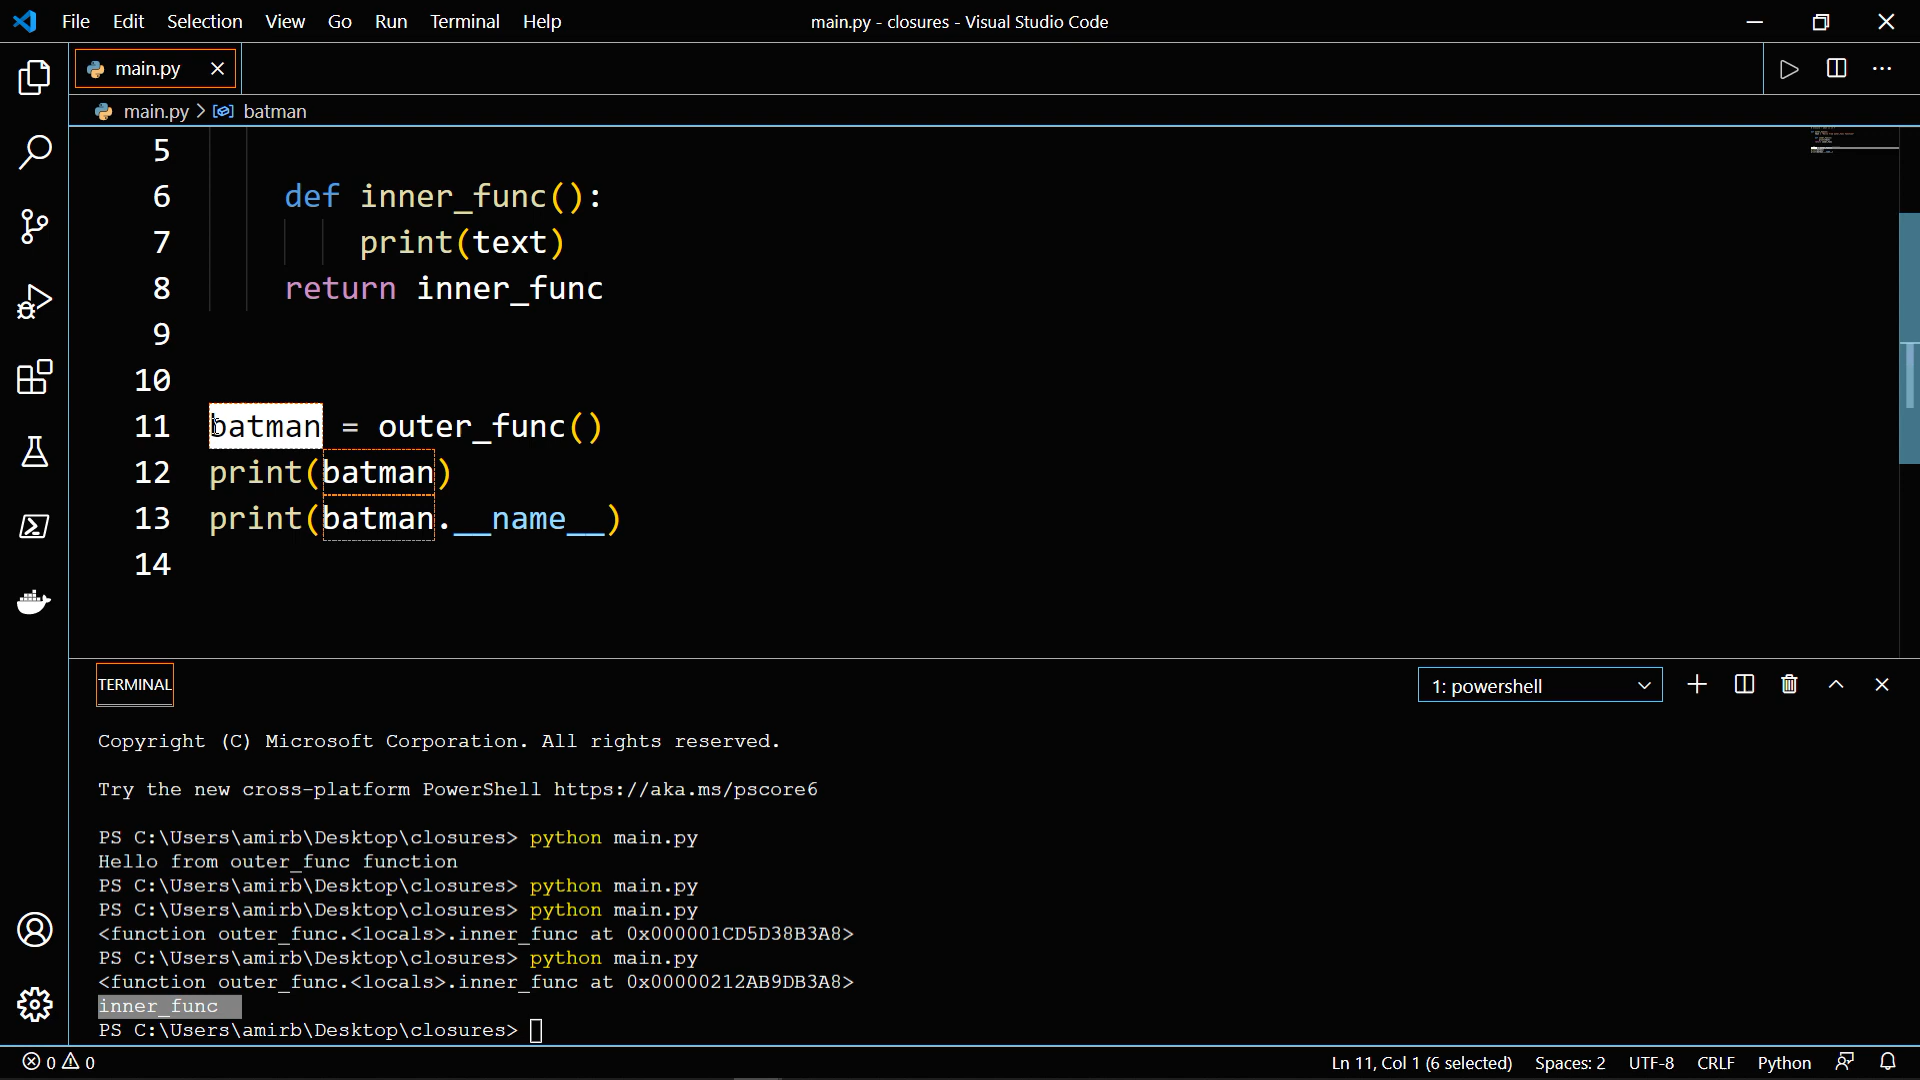 File Edit Selection View Go Run Terminal Help main.py - closures - Visual Studio Code
main.py
main.py > batman
5
6 def inner_func():
7 print(text)
8 return inner_func
9
10
11 batman = outer_func()
12 print(batman)
13 print(batman.__name__)
14
TERMINAL 1: powershell
Copyright (C) Microsoft Corporation. All rights reserved.
Try the new cross-platform PowerShell https://aka.ms/pscore6
PS C:\Users\amirb\Desktop\closures> python main.py
Hello from outer_func function
PS C:\Users\amirb\Desktop\closures> python main.py
PS C:\Users\amirb\Desktop\closures> python main.py
<function outer_func.<locals>.inner_func at 0x000001CD5D38B3A8>
PS C:\Users\amirb\Desktop\closures> python main.py
<function outer_func.<locals>.inner_func at 0x00000212AB9DB3A8>
inner_func
PS C:\Users\amirb\Desktop\closures>
0 0 Ln 11, Col 1 (6 selected) Spaces: 2 UTF-8 CRLF Python